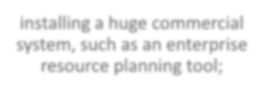 installing a huge commercial
system, such as an enterprise
resource planning tool;